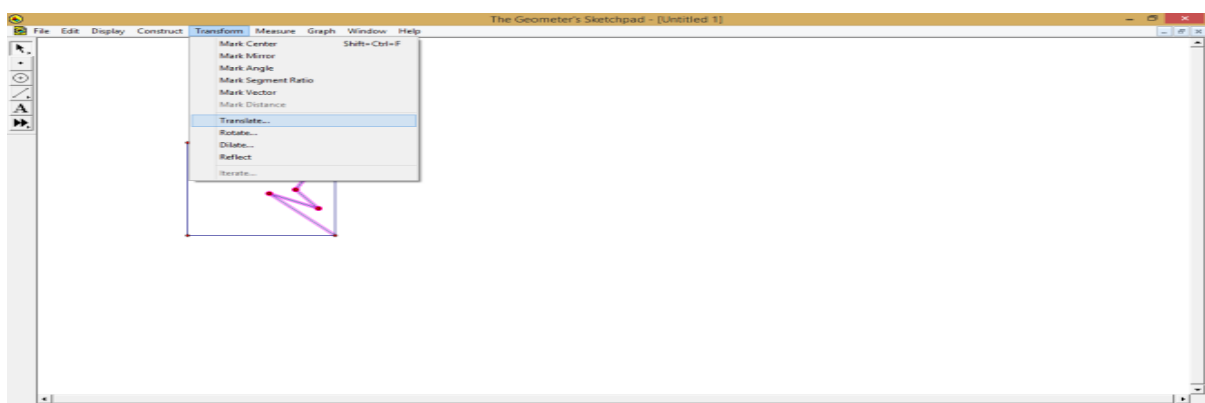 The Geometer's Sketchpad - [Untitled 1]
File Edit Display Construct Transform Measure Graph Window Help
Mark Center Shift+Ctrl+F
Mark Mirror
Mark Angle
Mark Segment Ratio
Mark Vector
Mark Distance
Translate...
Rotate...
Dilate...
Reflect
Iterate...
A